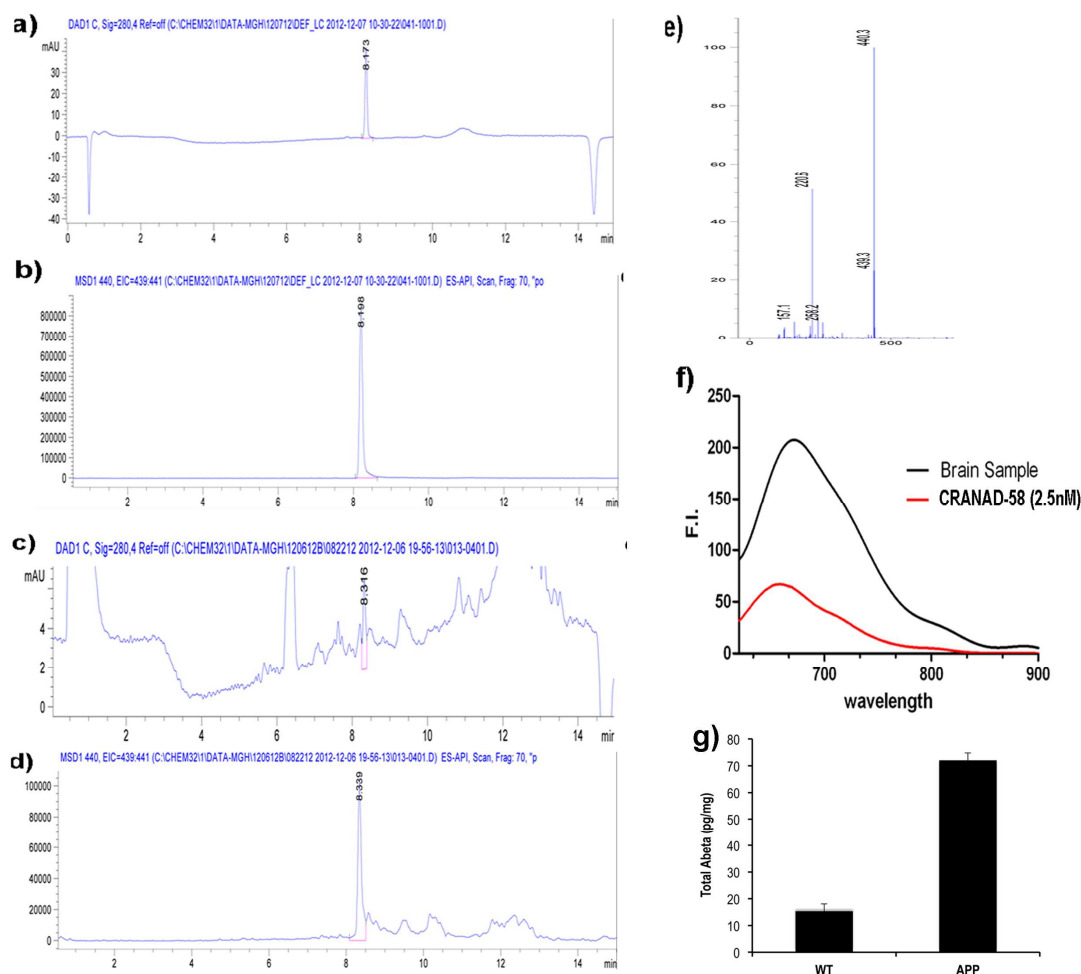 a)
DAD1 C, Sig=280,4 Ref=off (C:\CHEM32\1\DATA-MGH\120712\DEF_LC 2012-12-07 10-30-22\041-1001.D)
mAU
30
20
10
0
-10
-20
-30
-40
8.173
0 2 4 6 8 10 12 14 min
b)
MSD1 440, EIC=439:441 (C:\CHEM32\1\DATA-MGH\120712\DEF_LC 2012-12-07 10-30-22\041-1001.D) ES-API, Scan, Frag: 70, "po
800000
700000
600000
500000
400000
300000
200000
100000
0
8.198
2 4 6 8 10 12 14 min
c)
DAD1 C, Sig=280,4 Ref=off (C:\CHEM32\1\DATA-MGH\120612B\082212 2012-12-06 19-56-13\013-0401.D)
mAU
4
2
0
8.316
2 4 6 8 10 12 14 mir
d)
MSD1 440, EIC=439:441 (C:\CHEM32\1\DATA-MGH\120612B\082212 2012-12-06 19-56-13\013-0401.D) ES-API, Scan, Frag: 70, "p
100000
80000
60000
40000
20000
0
8.339
2 4 6 8 10 12 14 min
e)
100
80
60
40
20
0
157.1
220.6
258.2
440.3
439.3
0 500
f)
250
200
150
100
50
0
F.I.
Brain Sample
CRANAD-58 (2.5nM)
700 800 900
wavelength
g)
80
70
60
50
40
30
20
10
0
Total Abeta (pg/mg)
WT APP